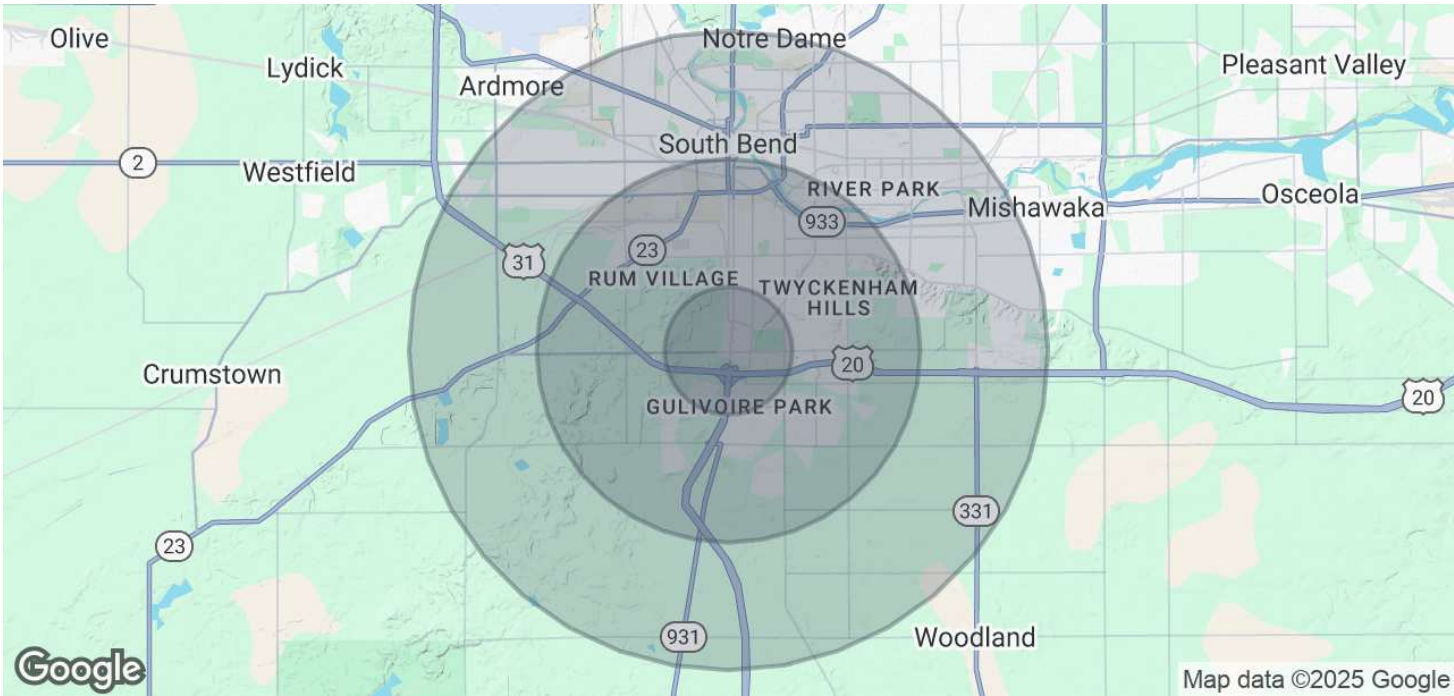 Olive
Notre Dame
Lydick
Pleasant Valley
Ardmore
South Bend
2
Westfield
RIVER PARK
Osceola
Mishawaka
933
23
31
RUM VILLAGE
TWYCKENHAM
HILLS
20
Crumstown
20
GULIVOIRE PARK
331
23
931
Woodland
Google
Map data ©2025 Google